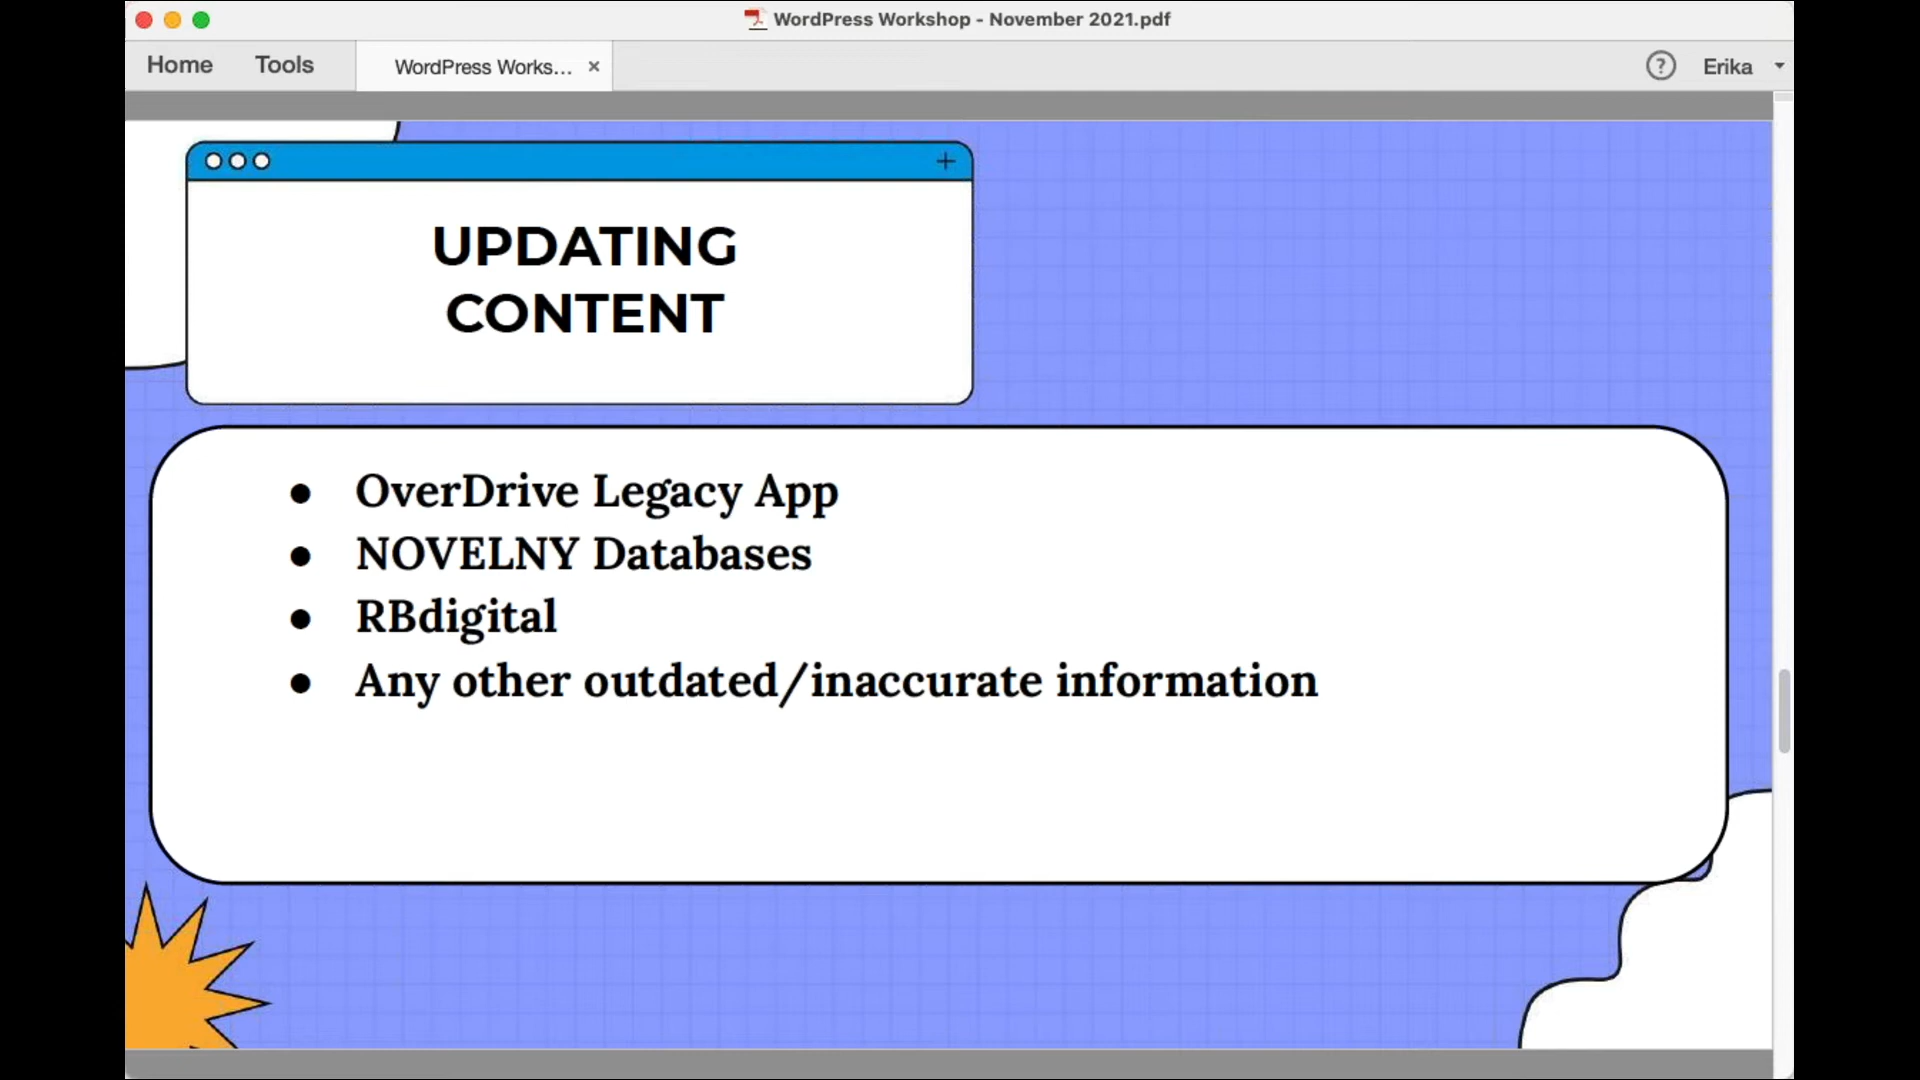 WordPress Workshop - November 2021.pdf
Home
Tools
WordPress Works...
Erika
UPDATING
CONTENT
● OverDrive Legacy App
● NOVELNY Databases
● RBdigital
● Any other outdated/inaccurate information